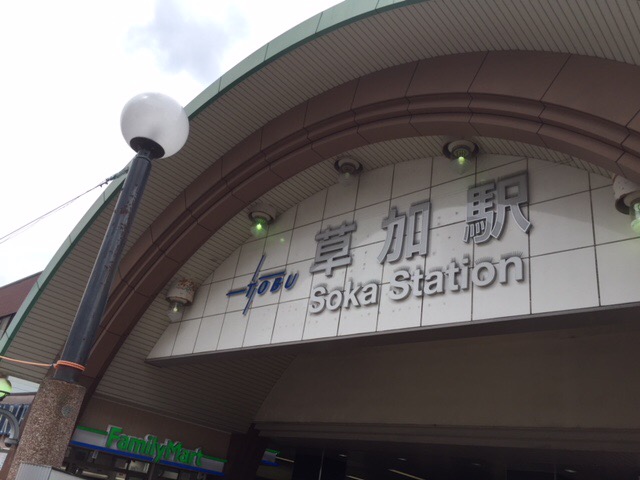 TOBU 草加駅
Soka Station
FamilyMart